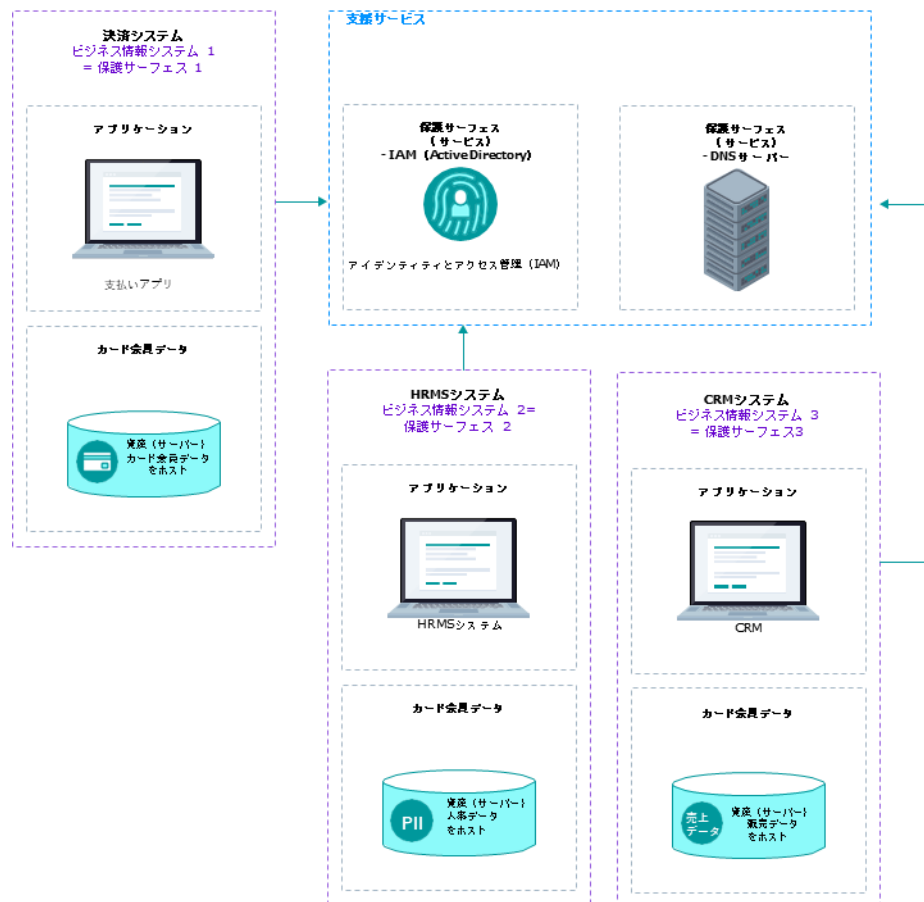 決済システム
ビジネス情報システム 1
= 保護サーフェス 1
アプリケーション
支払いアプリ
カード会員データ
資産（サーバー）
カード会員データ
をホスト
支援サービス
保護サーフェス
(サービス)
- IAM（Active Directory）
アイデンティティとアクセス管理（IAM）
保護サーフェス
(サービス)
- DNSサーバー
HRMSシステム
ビジネス情報システム 2=
保護サーフェス 2
アプリケーション
HRMSシステム
カード会員データ
PII
資産（サーバー）
人事データ
をホスト
CRMシステム
ビジネス情報システム 3
= 保護サーフェス3
アプリケーション
CRM
カード会員データ
売上
データ
資産（サーバー）
販売データ
をホスト